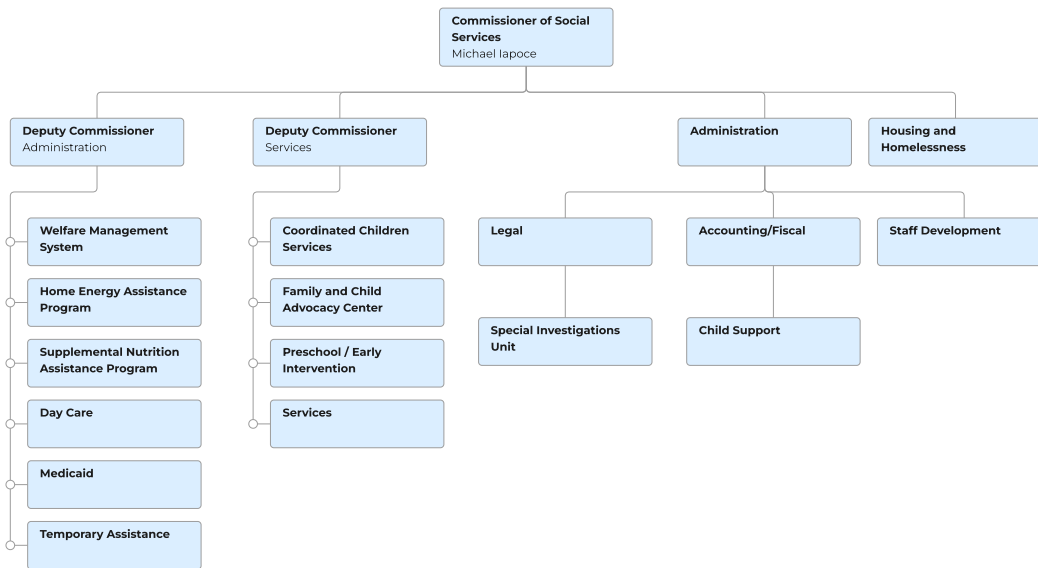 Commissioner of Social
Services
Michael Iapoce
Deputy Commissioner
Administration
Deputy Commissioner
Services
Administration
Housing and
Homelessness
Welfare Management
System
Home Energy Assistance
Program
Supplemental Nutrition
Assistance Program
Day Care
Medicaid
Temporary Assistance
Coordinated Children
Services
Family and Child
Advocacy Center
Preschool / Early
Intervention
Services
Legal
Special Investigations
Unit
Accounting/Fiscal
Child Support
Staff Development